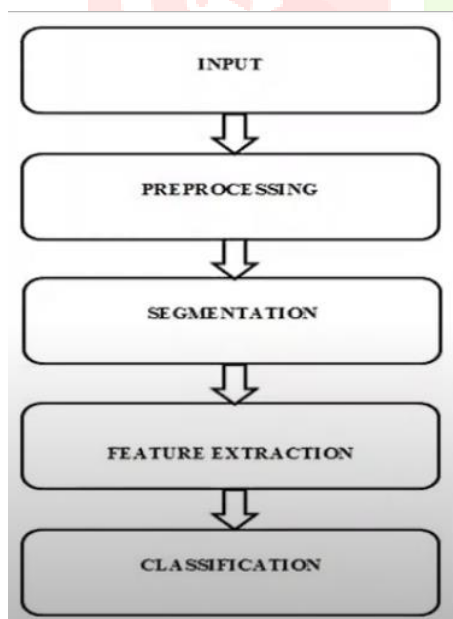 INPUT
PREPROCESSING
SEGMENTATION
FEATURE EXTRACTION
CLASSIFICATION